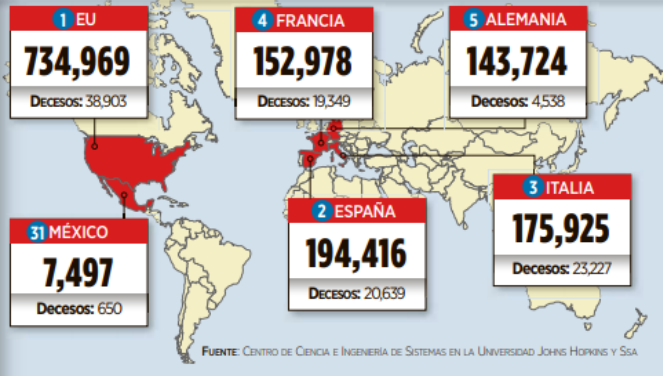 1 EU
734,969
DECESOS: 38,903
4 FRANCIA
152,978
DECESOS: 19,349
5 ALEMANIA
143,724
DECESOS: 4,538
31 MÉXICO
7,497
Decesos: 650
2 ESPAÑA
194,416
DECESOS: 20,639
3 ITALIA
175,925
DECESOS: 23,227
FUENTE: CENTRO DE CIENCIA E INGENIERÍA DE SISTEMAS EN LA UNIVERSIDAD JOHNS HOPKINS Y SSA